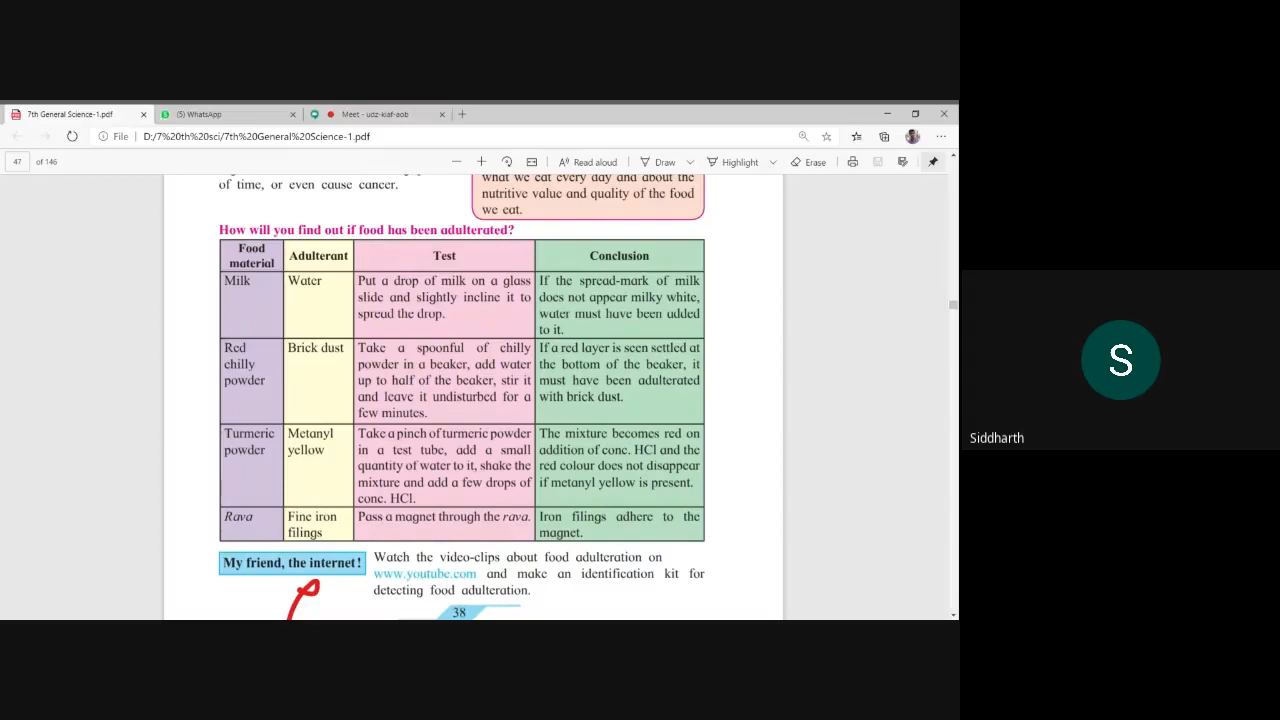 7th General Science-1.pdf
(5) WhatsApp
Meet - udz-kiaf-aob
File
D:/7%20th%20sci/7th%20General%20Science-1.pdf
47
of 146
Read aloud
Draw
Highlight
Erase
of time, or even cause cancer.
what we eat every day and about the
nutritive value and quality of the food
we eat.
How will you find out if food has been adulterated?
Food
material
Adulterant
Test
Conclusion
Milk
Water
Put a drop of milk on a glass
slide and slightly incline it to
spread the drop.
If the spread-mark of milk
does not appear milky white,
water must have been added
to it.
Red
chilly
powder
Brick dust
Take a spoonful of chilly
powder in a beaker, add water
up to half of the beaker, stir it
and leave it undisturbed for a
few minutes.
If a red layer is seen settled at
the bottom of the beaker, it
must have been adulterated
with brick dust.
Turmeric
powder
Metanyl
yellow
Take a pinch of turmeric powder
in a test tube, add a small
quantity of water to it, shake the
mixture and add a few drops of
conc. HCl.
The mixture becomes red on
addition of conc. HCl and the
red colour does not disappear
if metanyl yellow is present.
Rava
Fine iron
filings
Pass a magnet through the rava.
Iron filings adhere to the
magnet.
My friend, the internet!
Watch the video-clips about food adulteration on
www.youtube.com and make an identification kit for
detecting food adulteration.
38
S
Siddharth